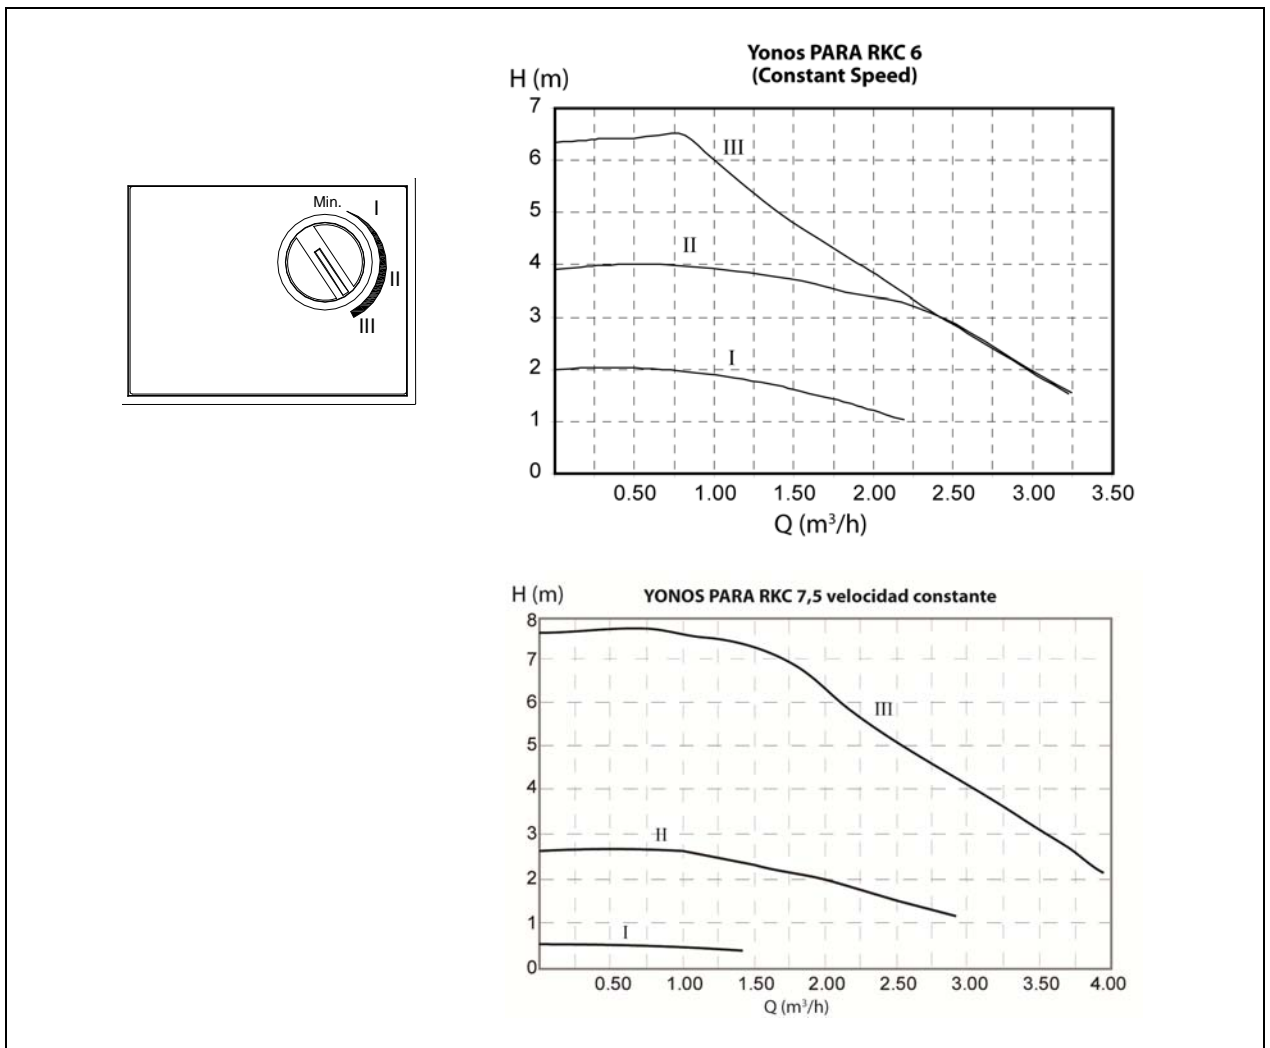 Min.
I
II
III
Yonos PARA RKC 6
(Constant Speed)
H (m)
7
6
5
4
3
2
1
0
III
II
I
0.50 1.00 1.50 2.00 2.50 3.00 3.50
Q (m³/h)
H (m)
YONOS PARA RKC 7,5 velocidad constante
8
7
6
5
4
3
2
1
0
III
II
I
0.50 1.00 1.50 2.00 2.50 3.00 3.50 4.00
Q (m³/h)